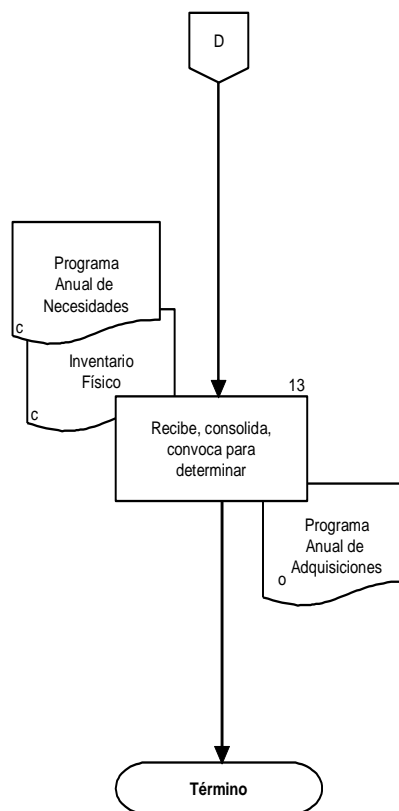 D
Programa
Anual de
Necesidades
c
Inventario
Físico
c
13
Recibe, consolida,
convoca para
determinar
Programa
Anual de
Adquisiciones
o
Término